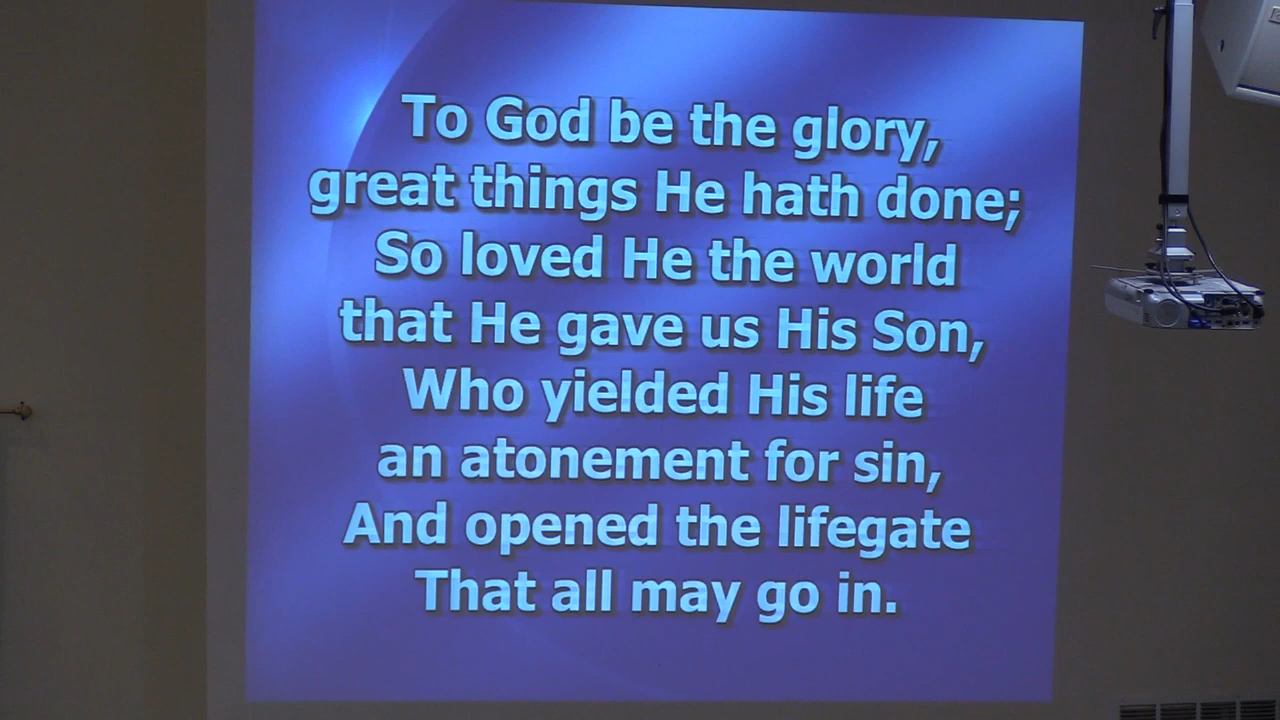 To God be the glory,
great things He hath done;
So loved He the world
that He gave us His Son,
Who yielded His life
an atonement for sin,
And opened the lifegate
That all may go in.